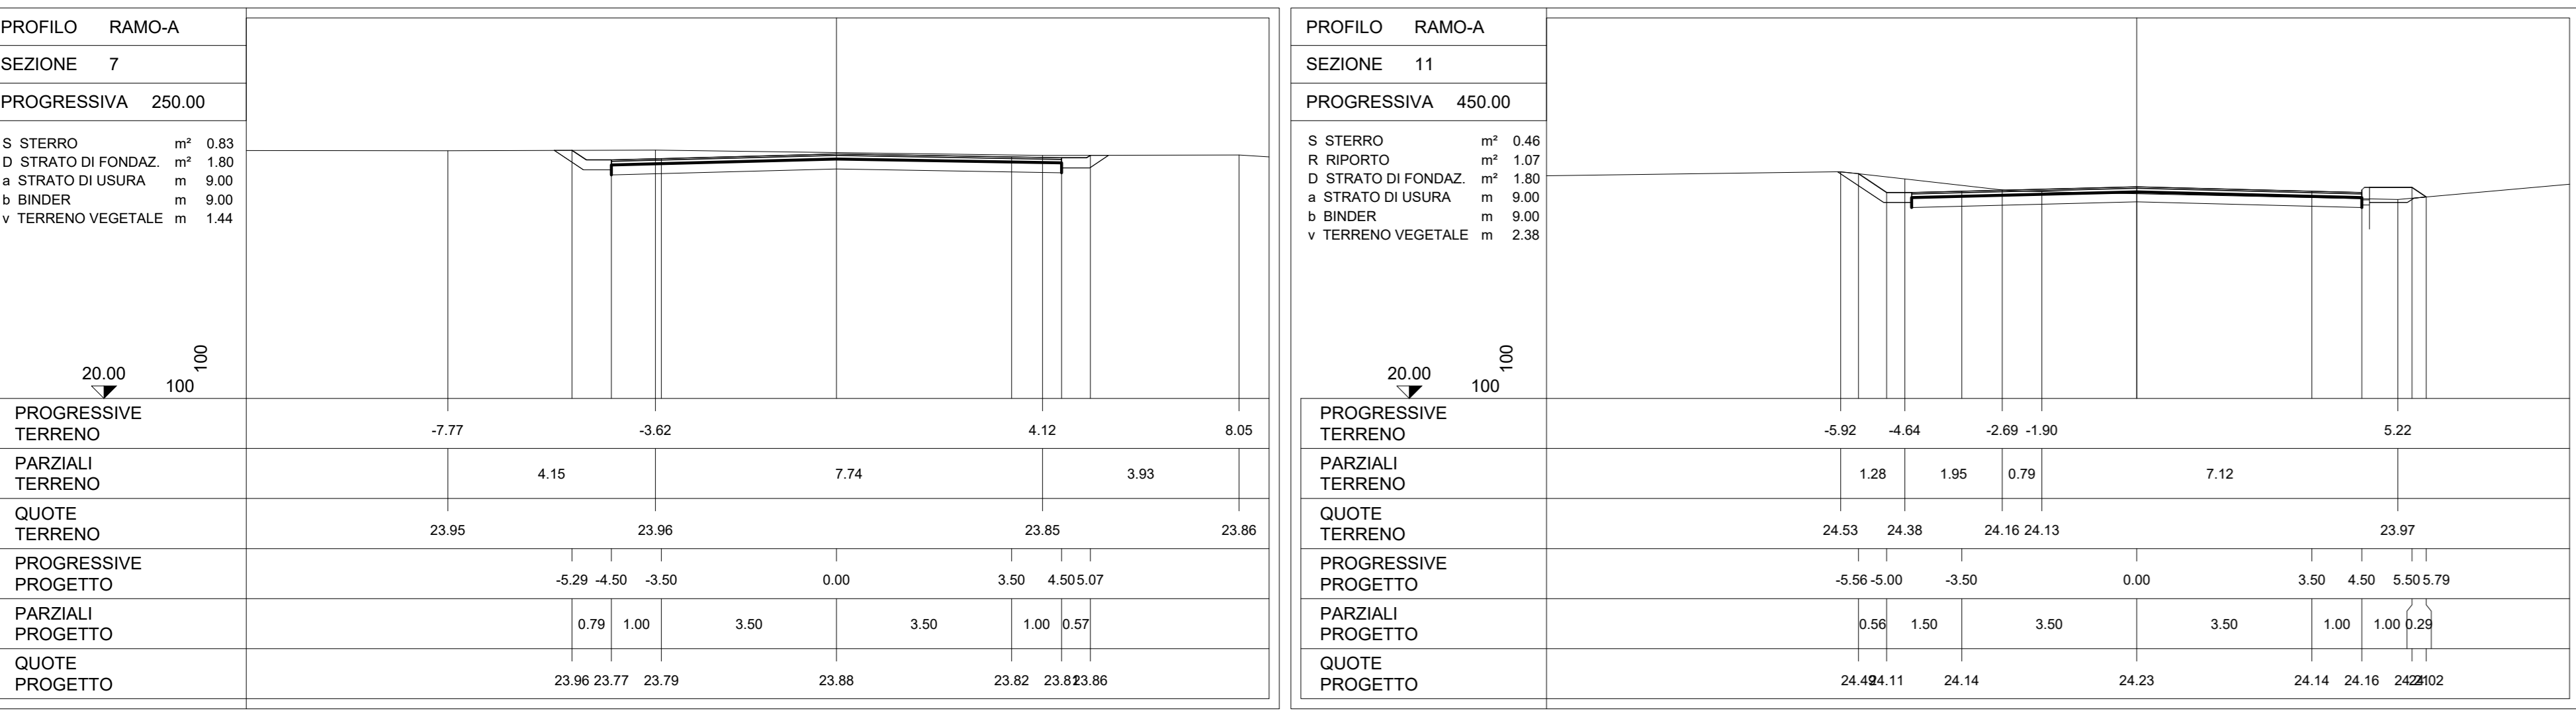 PROFILO RAMO-A
SEZIONE 7
PROGRESSIVA 250.00
S STERRO m² 0.83
D STRATO DI FONDAZ. m² 1.80
a STRATO DI USURA m 9.00
b BINDER m 9.00
v TERRENO VEGETALE m 1.44
100
20.00
100
PROGRESSIVE
TERRENO
-7.77 -3.62 4.12 8.05
PARZIALI
TERRENO
4.15 7.74 3.93
QUOTE
TERRENO
23.95 23.96 23.85 23.86
PROGRESSIVE
PROGETTO
-5.29 -4.50 -3.50 0.00 3.50 4.50 5.07
PARZIALI
PROGETTO
0.79 1.00 3.50 3.50 1.00 0.57
QUOTE
PROGETTO
23.96 23.77 23.79 23.88 23.82 23.86
PROFILO RAMO-A
SEZIONE 11
PROGRESSIVA 450.00
S STERRO m² 0.46
R RIPORTO m² 1.07
D STRATO DI FONDAZ. m² 1.80
a STRATO DI USURA m 9.00
b BINDER m 9.00
v TERRENO VEGETALE m 2.38
100
20.00
100
PROGRESSIVE
TERRENO
-5.92 -4.64 -2.69 -1.90 5.22
PARZIALI
TERRENO
1.28 1.95 0.79 7.12
QUOTE
TERRENO
24.53 24.38 24.16 24.13 23.97
PROGRESSIVE
PROGETTO
-5.56 -5.00 -3.50 0.00 3.50 4.50 5.50 5.79
PARZIALI
PROGETTO
0.56 1.50 3.50 3.50 1.00 1.00 0.29
QUOTE
PROGETTO
24.49 24.11 24.14 24.23 24.14 24.16 24.02